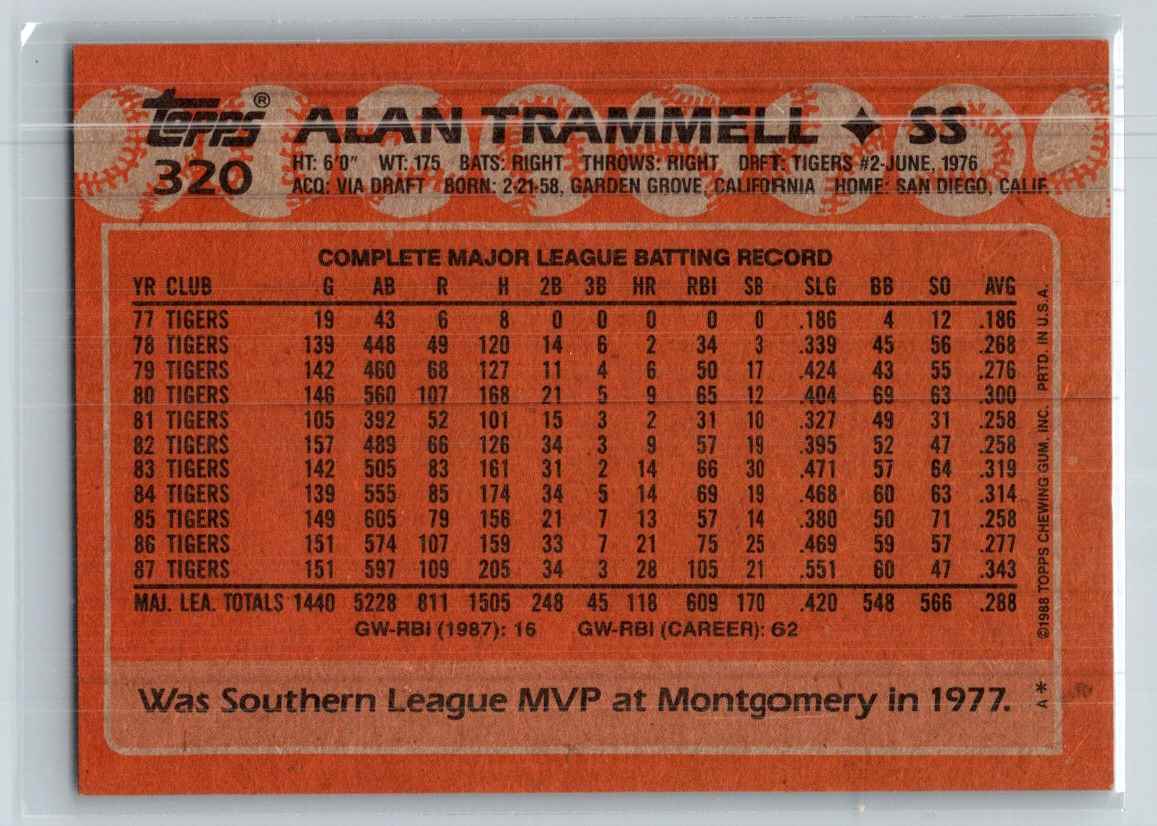 topps® ALAN TRAMMELL ♦ SS
320
HT: 6'0" WT: 175 BATS: RIGHT THROWS: RIGHT DRFT: TIGERS #2-JUNE, 1976
ACQ: VIA DRAFT BORN: 2-21-58, GARDEN GROVE, CALIFORNIA HOME: SAN DIEGO, CALIF.
COMPLETE MAJOR LEAGUE BATTING RECORD
YR CLUB G AB R H 2B 3B HR RBI SB SLG BB SO AVG
77 TIGERS 19 43 6 8 0 0 0 0 0 .186 4 12 .186
78 TIGERS 139 448 49 120 14 6 2 34 3 .339 45 56 .268
79 TIGERS 142 460 68 127 11 4 6 50 17 .424 43 55 .276
80 TIGERS 146 560 107 168 21 5 9 65 12 .404 69 63 .300
81 TIGERS 105 392 52 101 15 3 2 31 10 .327 49 31 .258
82 TIGERS 157 489 66 126 34 3 9 57 19 .395 52 47 .258
83 TIGERS 142 505 83 161 31 2 14 66 30 .471 57 64 .319
84 TIGERS 139 555 85 174 34 5 14 69 19 .468 60 63 .314
85 TIGERS 149 605 79 156 21 7 13 57 14 .380 50 71 .258
86 TIGERS 151 574 107 159 33 7 21 75 25 .469 59 57 .277
87 TIGERS 151 597 109 205 34 3 28 105 21 .551 60 47 .343
MAJ. LEA. TOTALS 1440 5228 811 1505 248 45 118 609 170 .420 548 566 .288
GW-RBI (1987): 16 GW-RBI (CAREER): 62
Was Southern League MVP at Montgomery in 1977.
©1988 TOPPS CHEWING GUM, INC. PRTD. IN U.S.A.
A*